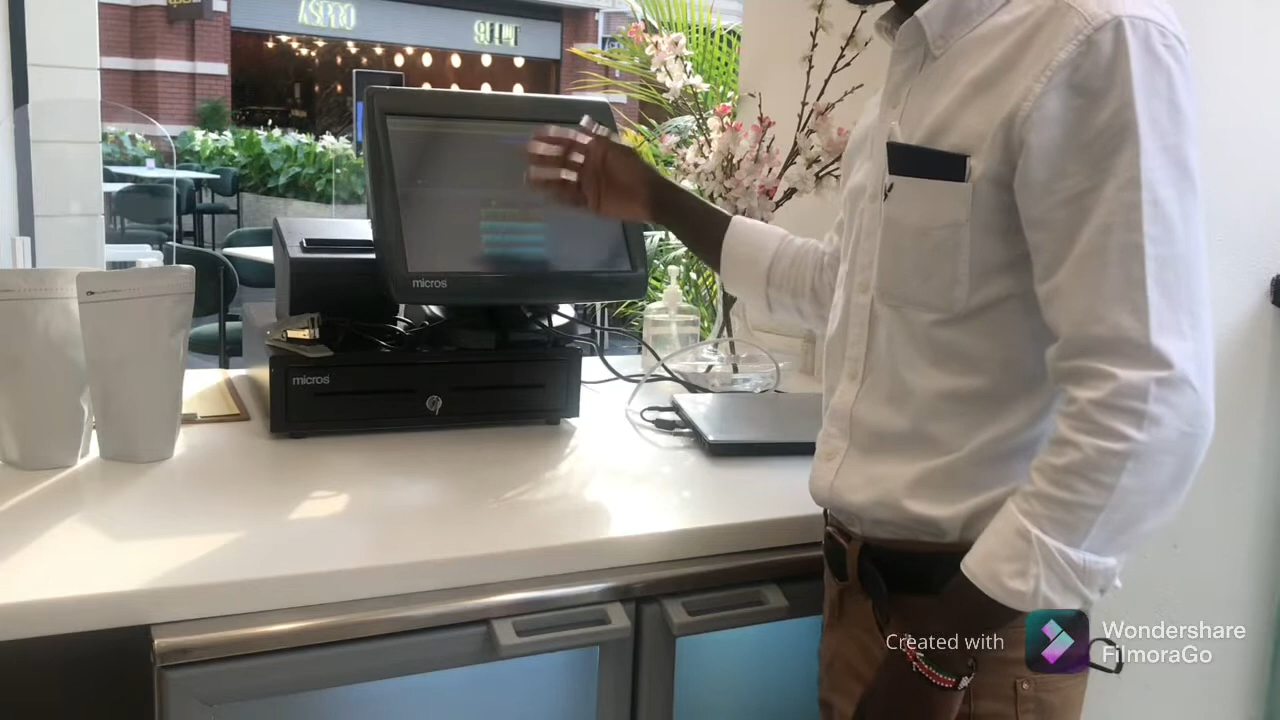 ASPRO
micros
micros
Created with
Wondershare
FilmoraGo